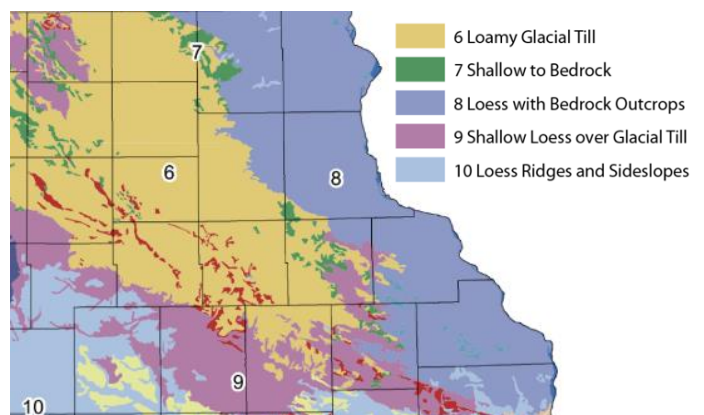 6 Loamy Glacial Till
7 Shallow to Bedrock
8 Loess with Bedrock Outcrops
9 Shallow Loess over Glacial Till
10 Loess Ridges and Sideslopes
7
6
8
9
10